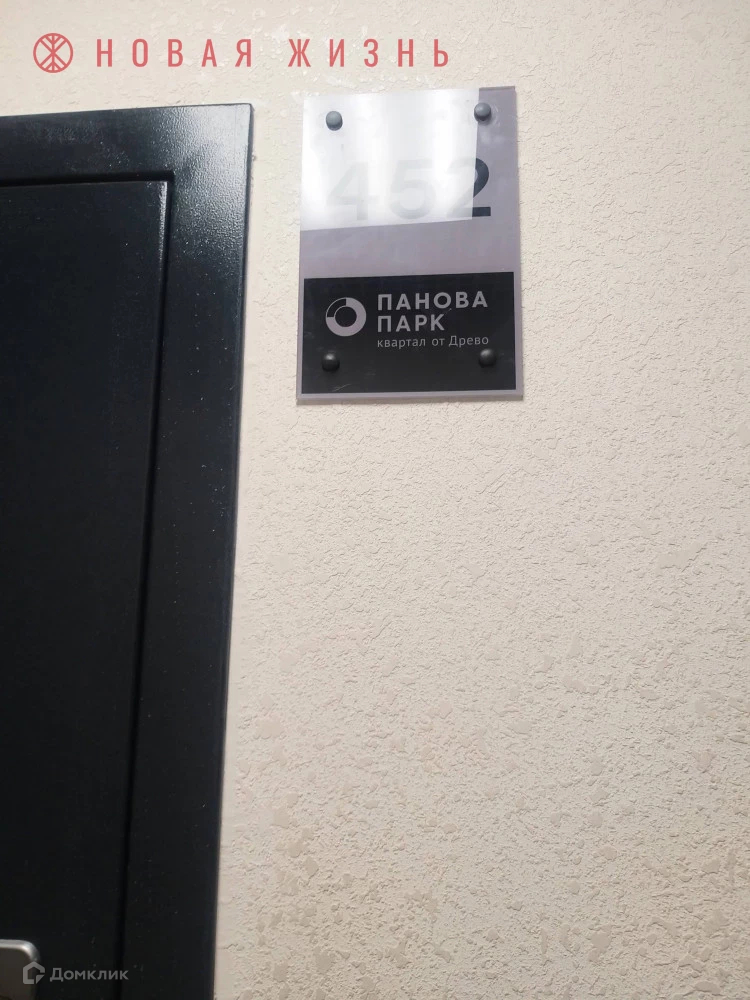 НОВАЯ ЖИЗНЬ
452
ПАНОВА
ПАРК
квартал от Древо
Домклик